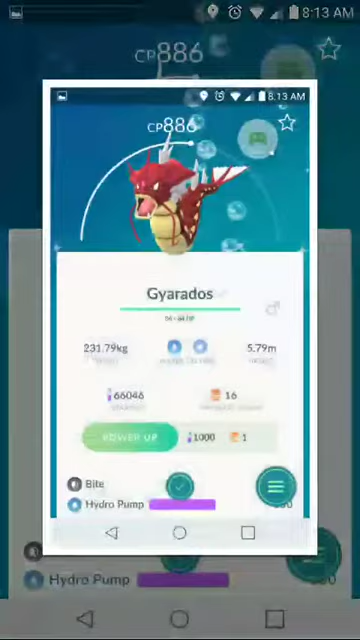 8:13 AM
CP886
8:13 AM
CP886
Gyarados
231.79kg
5.79m
66046
16
POWER UP
1000
1
Bite
Hydro Pump
Hydro Pump